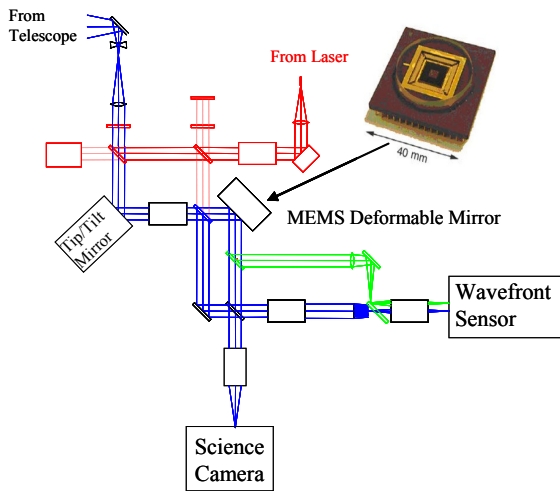 From
Telescope
From Laser
40 mm
MEMS Deformable Mirror
Tip/Tilt
Mirror
Wavefront
Sensor
Science
Camera